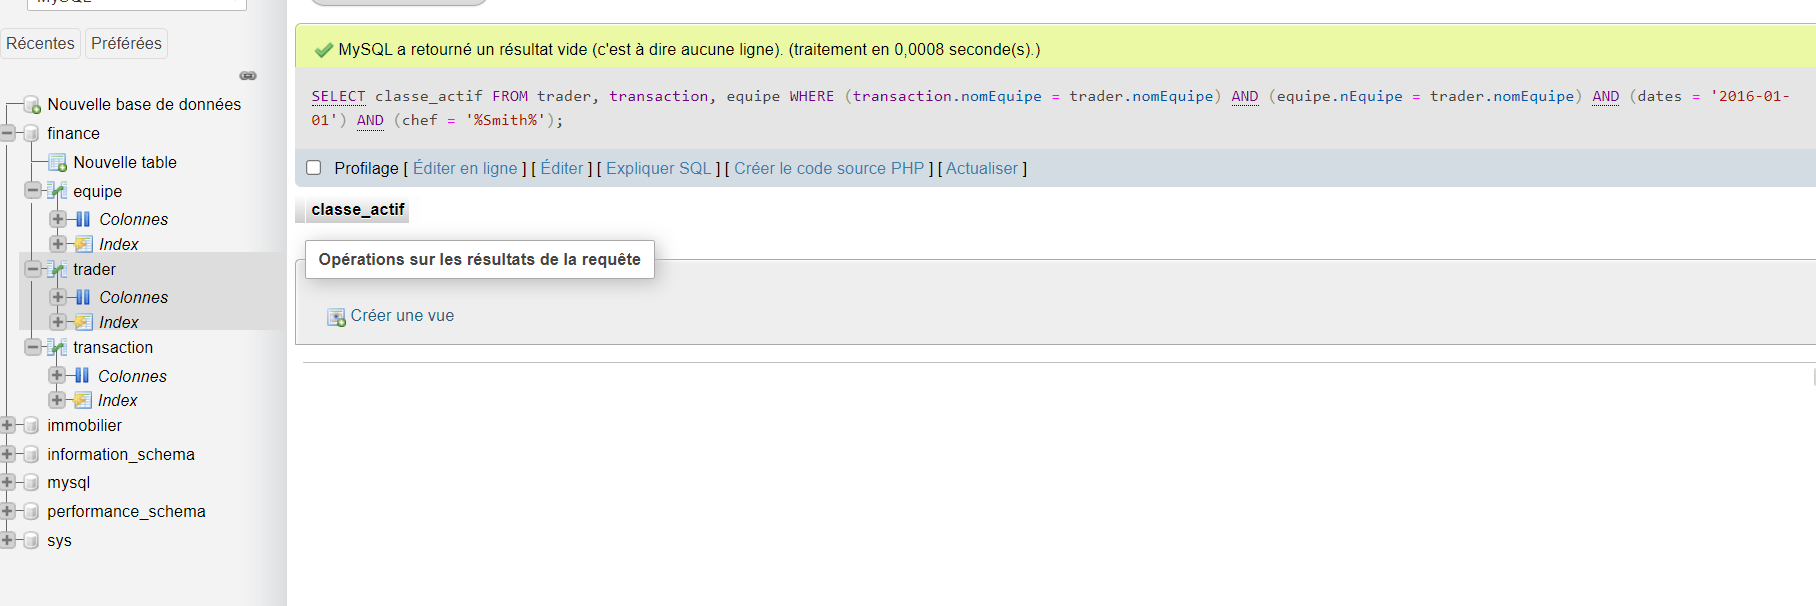 MySQL
Récentes
Préférées
Nouvelle base de données
finance
Nouvelle table
equipe
Colonnes
Index
trader
Colonnes
Index
transaction
Colonnes
Index
immobilier
information_schema
mysql
performance_schema
sys
MySQL a retourné un résultat vide (c'est à dire aucune ligne). (traitement en 0,0008 seconde(s).)
SELECT classe_actif FROM trader, transaction, equipe WHERE (transaction.nomEquipe = trader.nomEquipe) AND (equipe.nEquipe = trader.nomEquipe) AND (dates = '2016-01-
01') AND (chef = '%Smith%');
Profilage [ Éditer en ligne ] [ Éditer ] [ Expliquer SQL ] [ Créer le code source PHP ] [ Actualiser ]
classe_actif
Opérations sur les résultats de la requête
Créer une vue